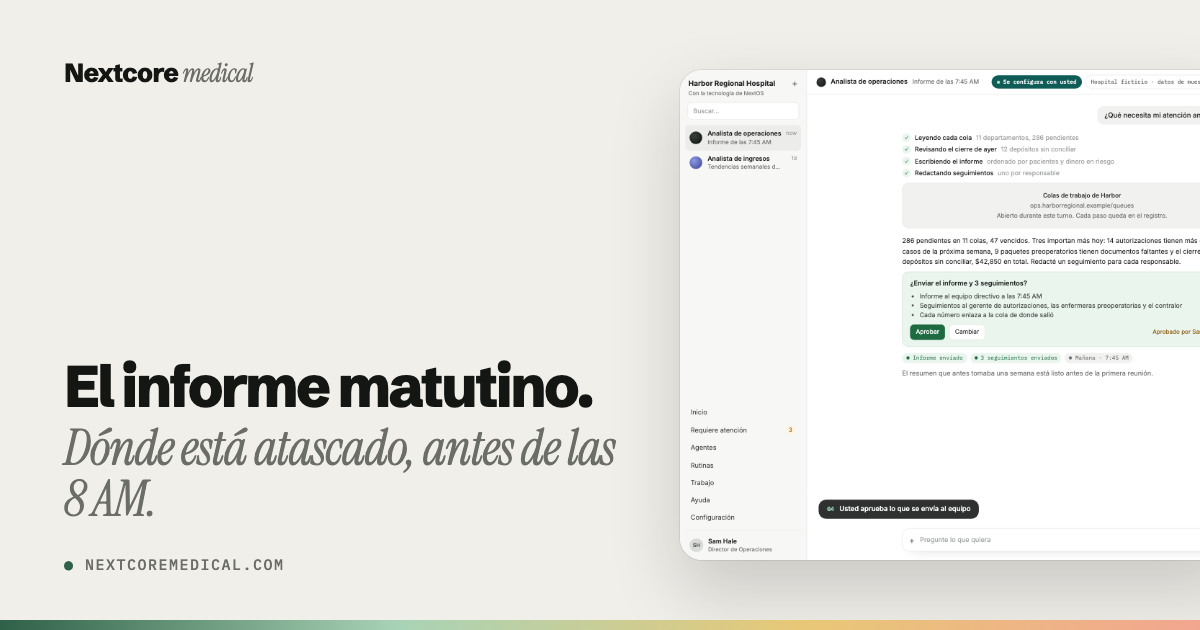 Nextcore medical
El informe matutino.
Dónde está atascado, antes de las
8 AM.
NEXTCOREMEDICAL.COM
Harbor Regional Hospital +
Con la tecnología de NexIOS
Buscar...
Analista de operaciones now
Informe de las 7:45 AM
Analista de ingresos 1d
Tendencias semanales d...
Inicio
Requiere atención 3
Agentes
Rutinas
Trabajo
Ayuda
Configuración
SH Sam Hale
Director de Operaciones
Analista de operaciones Informe de las 7:45 AM Se configura con usted Hospital ficticio · datos de
¿Qué necesita mi atención
Leyendo cada cola 11 departamentos, 286 pendientes
Revisando el cierre de ayer 12 depósitos sin conciliar
Escribiendo el informe ordenado por pacientes y dinero en riesgo
Redactando seguimientos uno por responsable
Colas de trabajo de Harbor
ops.harborregional.example/queues
Abierto durante este turno. Cada paso queda en el registro.
286 pendientes en 11 colas, 47 vencidos. Tres importan más hoy: 14 autorizaciones tienen más
casos de la próxima semana, 9 paquetes preoperatorios tienen documentos faltantes y el cierre
depósitos sin conciliar, $42,850 en total. Redacté un seguimiento para cada responsable.
¿Enviar el informe y 3 seguimientos?
• Informe al equipo directivo a las 7:45 AM
• Seguimientos al gerente de autorizaciones, las enfermeras preoperatorias y el contralor
• Cada número enlaza a la cola de donde salió
Aprobar Cambiar Aprobado por
Informe enviado 3 seguimientos enviados Mañana · 7:45 AM
El resumen que antes tomaba una semana está listo antes de la primera reunión.
04 Usted aprueba lo que se envía al equipo
+ Pregunte lo que quiera